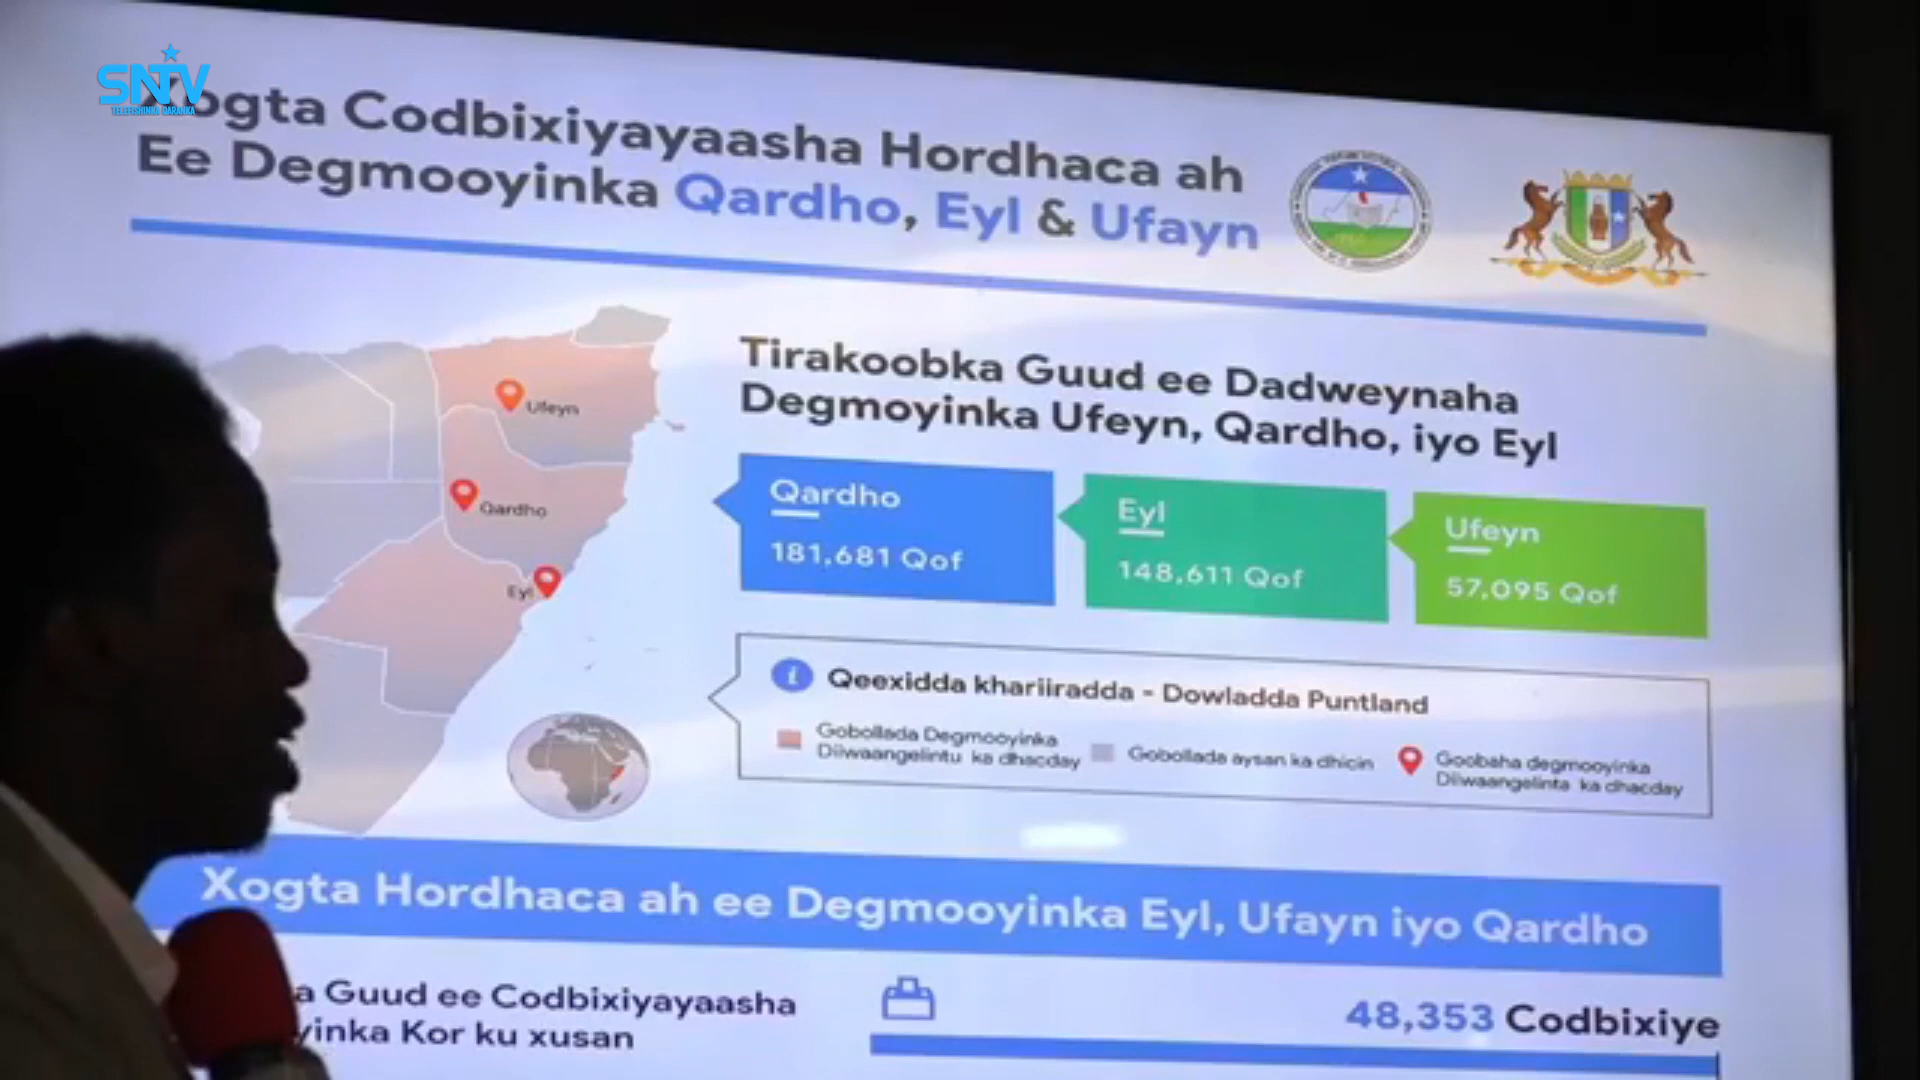 SNTV
TELEFISHINKA QARANKA
Xogta Codbixiyayaasha Hordhaca ah
Ee Degmooyinka Qardho, Eyl & Ufayn
Ufeyn
Qardho
Eyl
Tirakoobka Guud ee Dadweynaha
Degmoyinka Ufeyn, Qardho, iyo Eyl
Qardho
181,681 Qof
Eyl
148,611 Qof
Ufeyn
57,095 Qof
i
Qeexidda khariiradda - Dowladda Puntland
Gobollada Degmooyinka
Diiwaangelintu ka dhacday
Gobollada aysan ka dhicin
Goobaha degmooyinka
Diiwaangelinta ka dhacday
Xogta Hordhaca ah ee Degmooyinka Eyl, Ufayn iyo Qardho
a Guud ee Codbixiyayaasha
yinka Kor ku xusan
48,353 Codbixiye